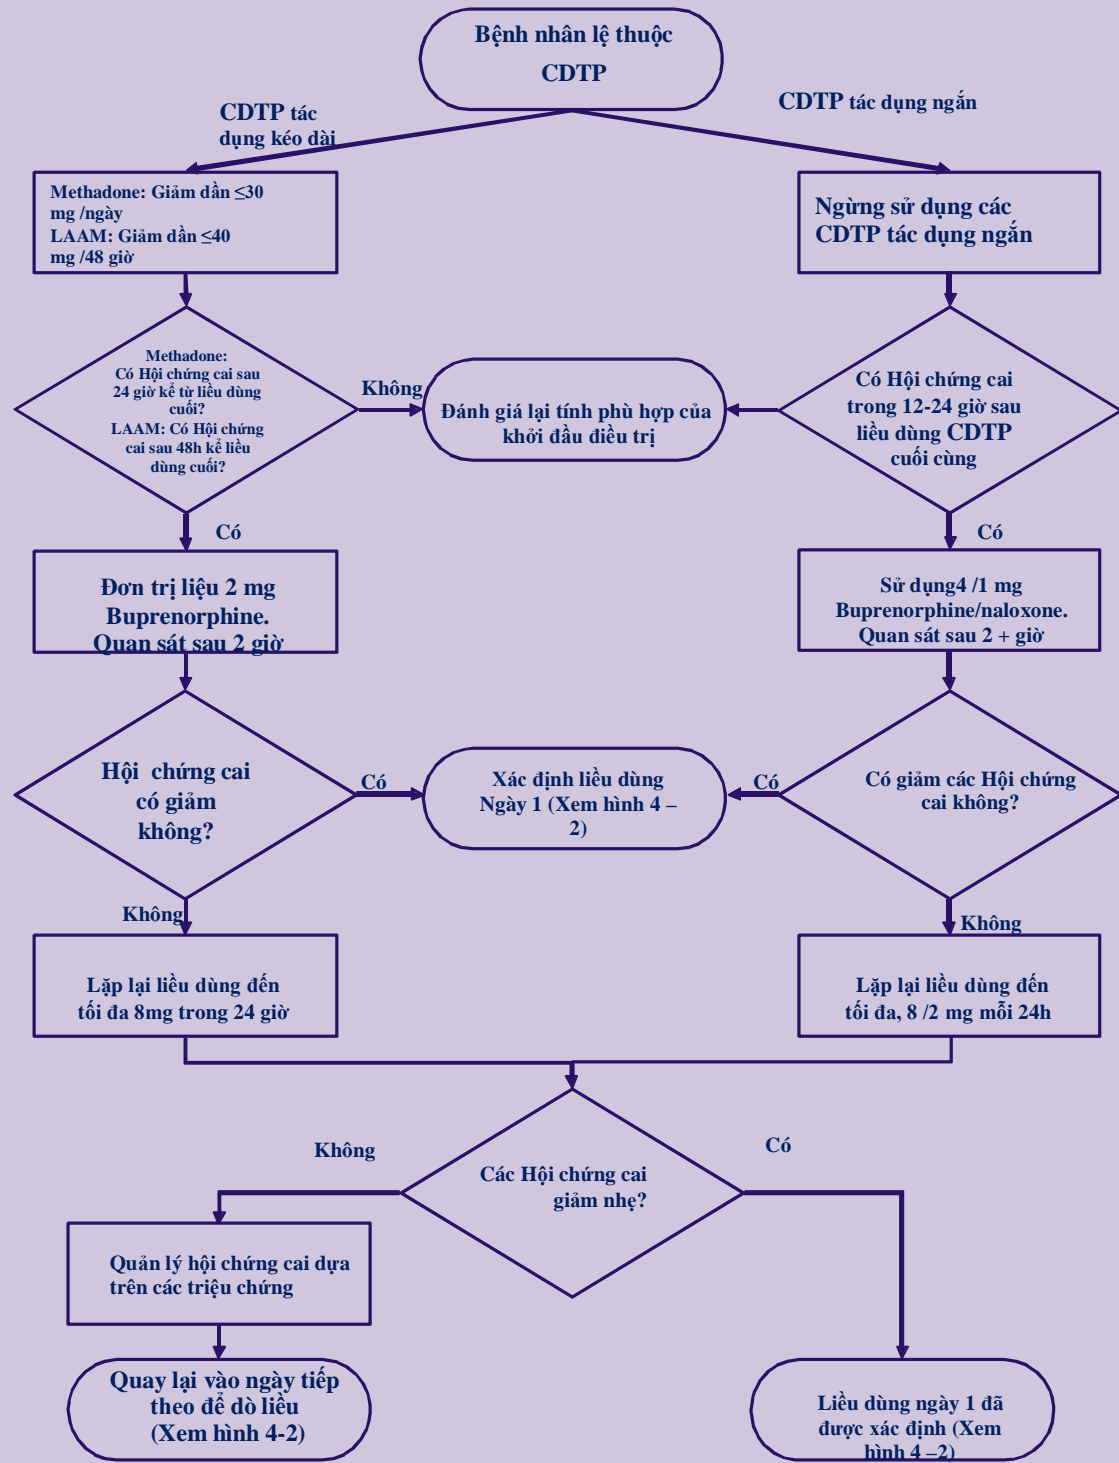 Bệnh nhân lệ thuộc
CDTP
CDTP tác
dụng kéo dài
CDTP tác dụng ngắn
Methadone: Giảm dần ≤30
mg /ngày
LAAM: Giảm dần ≤40
mg /48 giờ
Ngừng sử dụng các
CDTP tác dụng ngắn
Methadone:
Có Hội chứng cai sau
24 giờ kể từ liều dùng
cuối?
LAAM: Có Hội chứng
cai sau 48h kể liều
dùng cuối?
Không
Đánh giá lại tính phù hợp của
khởi đầu điều trị
Có Hội chứng cai
trong 12-24 giờ sau
liều dùng CDTP
cuối cùng
Có
Có
Đơn trị liệu 2 mg
Buprenorphine.
Quan sát sau 2 giờ
Sử dụng4 /1 mg
Buprenorphine/naloxone.
Quan sát sau 2 + giờ
Hội chứng cai
có giảm
không?
Có
Xác định liều dùng
Ngày 1 (Xem hình 4 –
2)
Có
Có giảm các Hội chứng
cai không?
Không
Không
Lặp lại liều dùng đến
tối đa 8mg trong 24 giờ
Lặp lại liều dùng đến
tối đa, 8 /2 mg mỗi 24h
Không
Các Hội chứng cai
giảm nhẹ?
Có
Quản lý hội chứng cai dựa
trên các triệu chứng
Quay lại vào ngày tiếp
theo để dò liều
(Xem hình 4-2)
Liều dùng ngày 1 đã
được xác định (Xem
hình 4 –2)